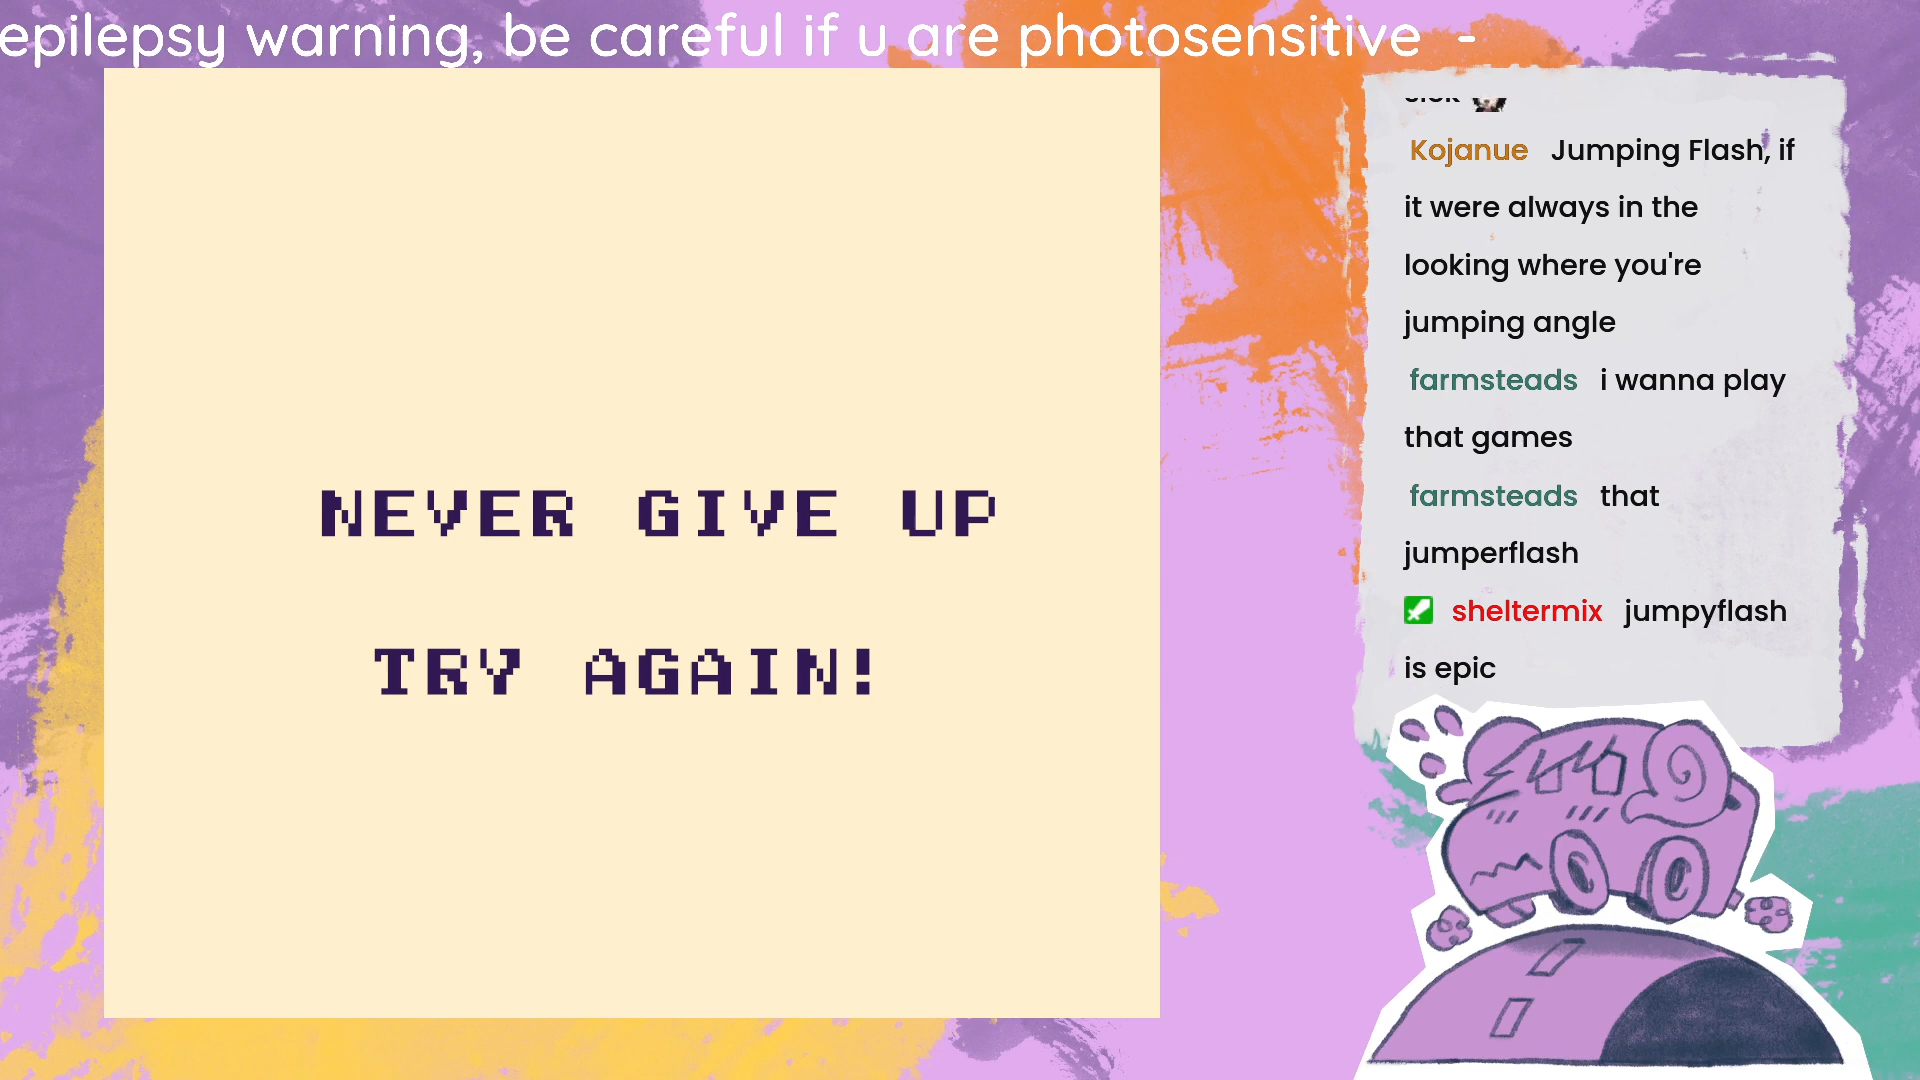 epilepsy warning, be careful if u are photosensitive -
NEVER GIVE UP
TRY AGAIN!
Kojanue Jumping Flash, if
it were always in the
looking where you're
jumping angle
farmsteads i wanna play
that games
farmsteads that
jumperflash
sheltermix jumpyflash
is epic